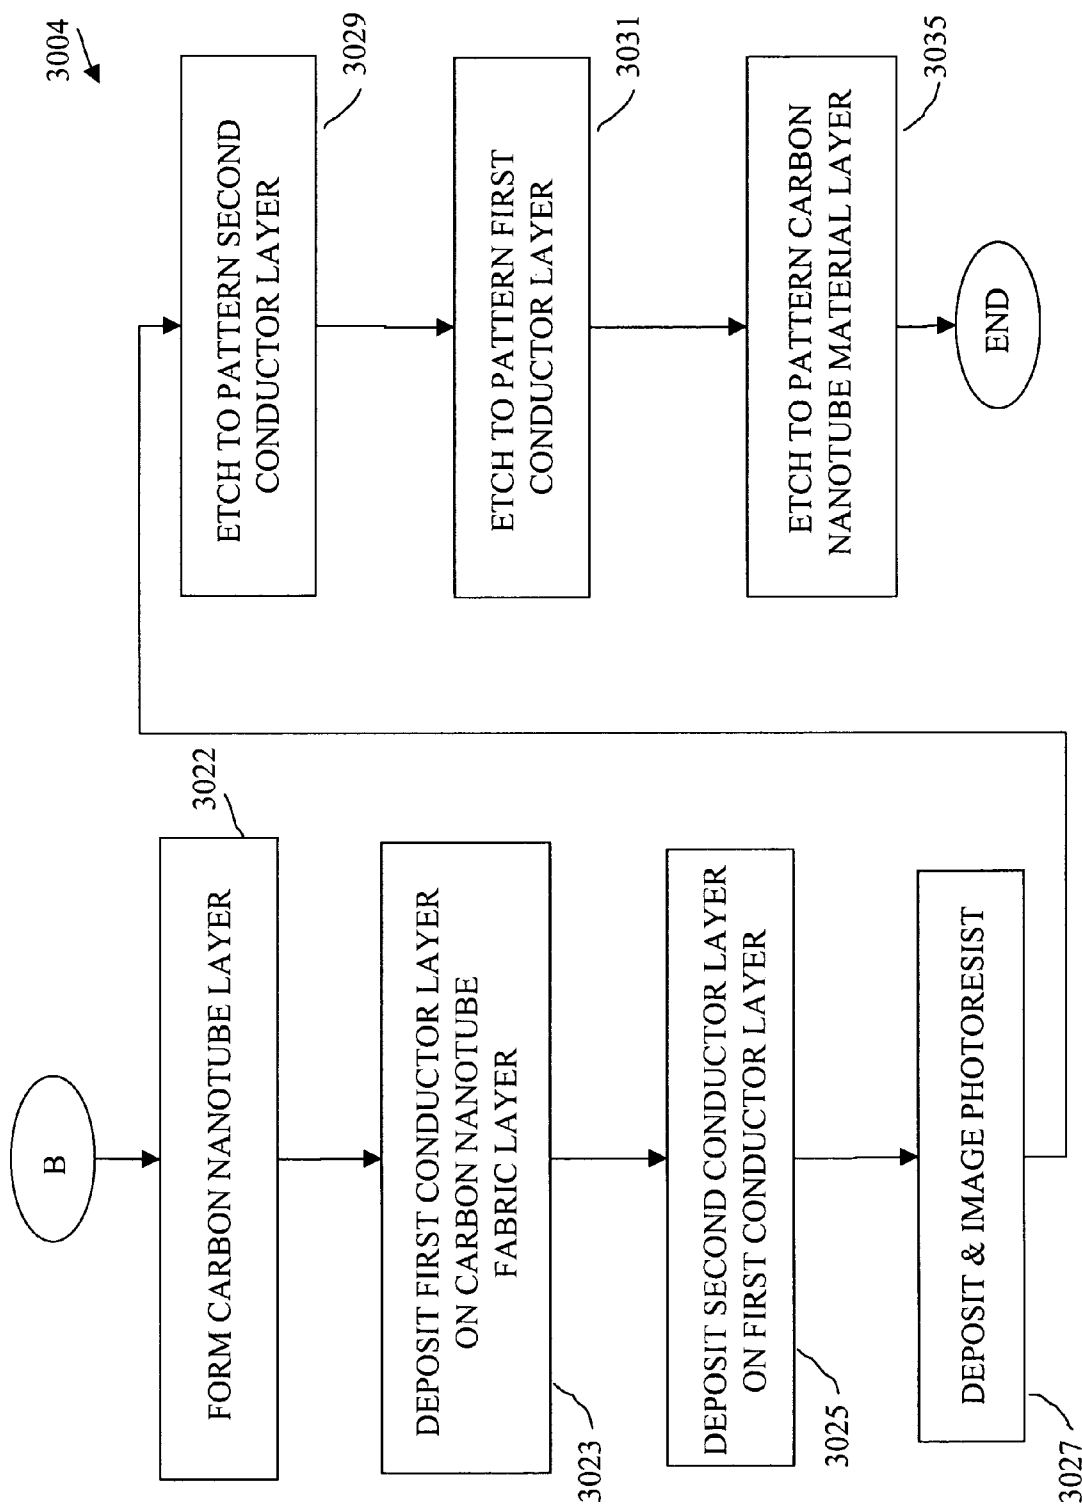 3004
B
FORM CARBON NANOTUBE LAYER
3022
DEPOSIT FIRST CONDUCTOR LAYER
ON CARBON NANOTUBE
FABRIC LAYER
3023
DEPOSIT SECOND CONDUCTOR LAYER
ON FIRST CONDUCTOR LAYER
3025
DEPOSIT & IMAGE PHOTORESIST
3027
ETCH TO PATTERN SECOND
CONDUCTOR LAYER
3029
ETCH TO PATTERN FIRST
CONDUCTOR LAYER
3031
ETCH TO PATTERN CARBON
NANOTUBE MATERIAL LAYER
3035
END